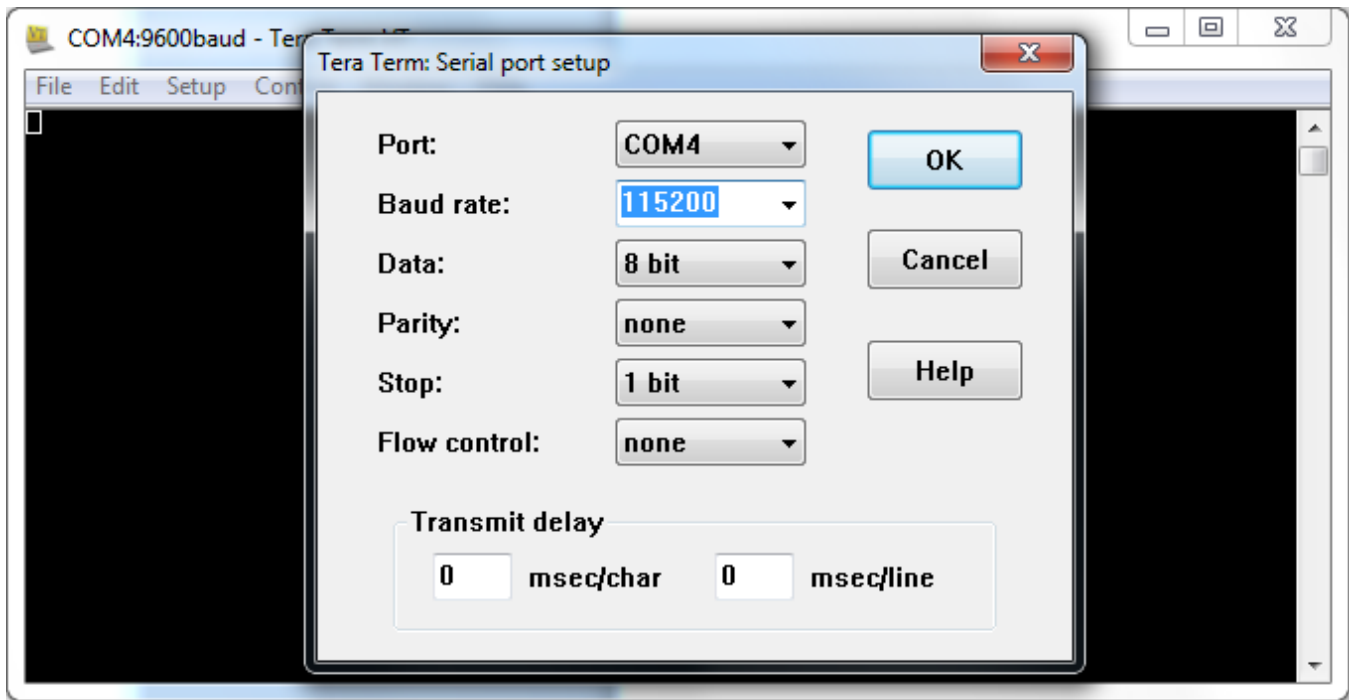 COM4:9600baud - Ter
Tera Term: Serial port setup
File Edit Setup Cont
Port: COM4 OK
Baud rate: 115200
Data: 8 bit Cancel
Parity: none
Stop: 1 bit Help
Flow control: none
Transmit delay
0 msec/char 0 msec/line